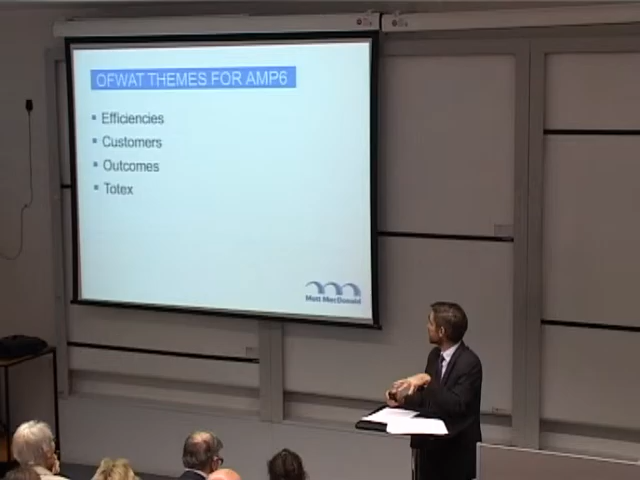 OFWAT THEMES FOR AMP6
Efficiencies
Customers
Outcomes
Totex
Mott MacDonald